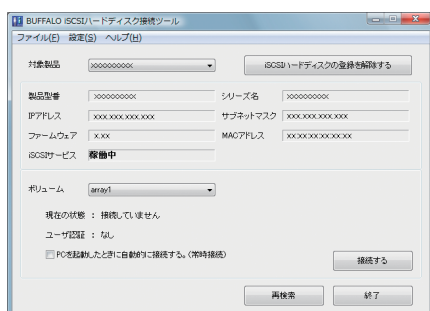 BUFFALO iSCSIハードディスク接続ツール
ファイル(F) 設定(S) ヘルプ(H)
対象製品 xxxxxxxxx iSCSIハードディスクの登録を解除する
製品型番 xxxxxxxxx シリーズ名 xxxxxxxxx
IPアドレス xxx.xxx.xxx.xxx サブネットマスク xxx.xxx.xxx.xxx
ファームウェア x.xx MACアドレス xx:xx:xx:xx:xx:xx
iSCSIサービス 稼働中
ボリューム array1
現在の状態 : 接続していません
ユーザ認証 : なし
PCを起動したときに自動的に接続する。(常時接続)
接続する
再検索 終了